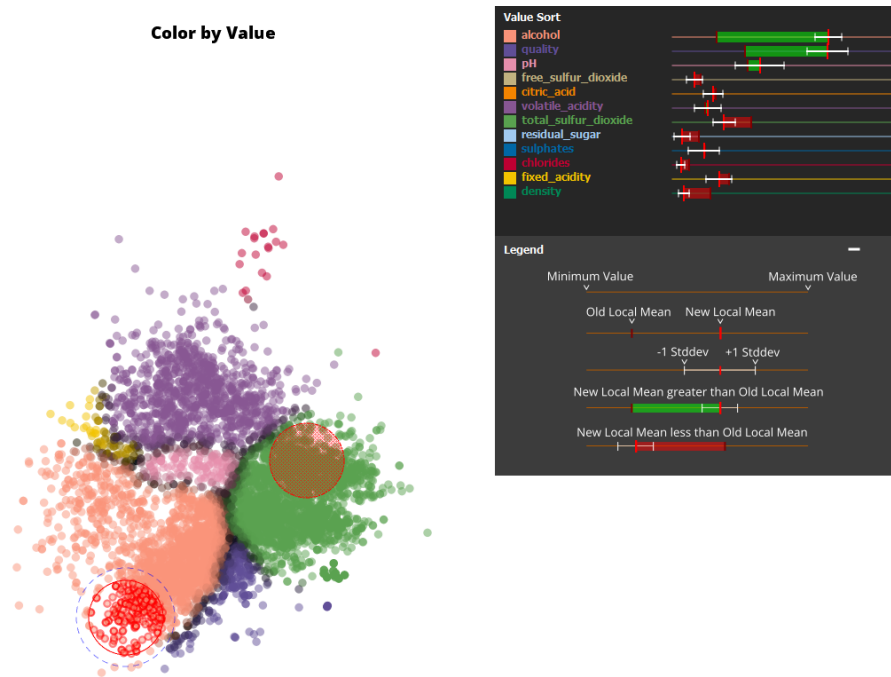 Color by Value
Value Sort
alcohol
quality
pH
free_sulfur_dioxide
citric_acid
volatile_acidity
total_sulfur_dioxide
residual_sugar
sulphates
chlorides
fixed_acidity
density
Legend
Minimum Value Maximum Value
Old Local Mean New Local Mean
-1 Stddev +1 Stddev
New Local Mean greater than Old Local Mean
New Local Mean less than Old Local Mean